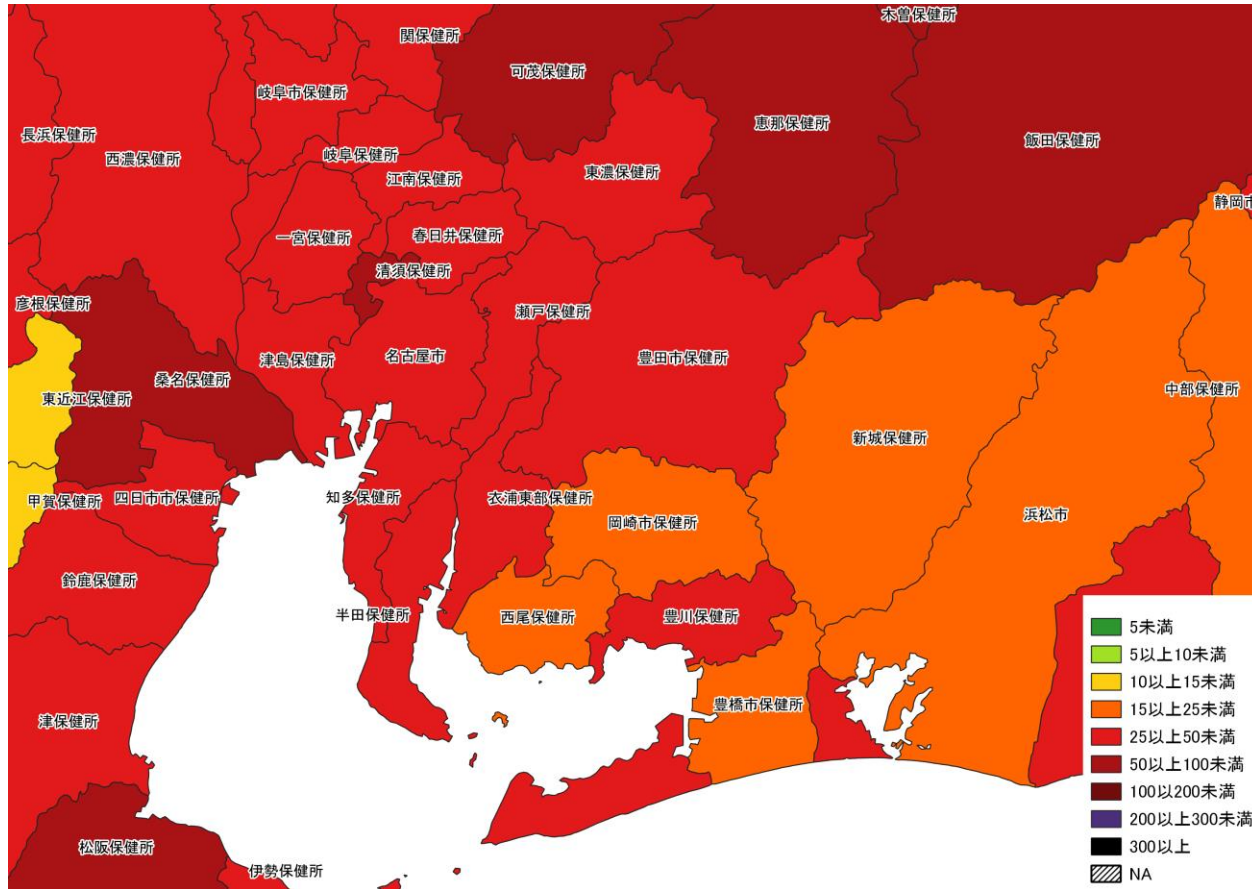 木曽保健所
関保健所
可茂保健所
岐阜市保健所
恵那保健所
長浜保健所
飯田保健所
西濃保健所
岐阜保健所
東濃保健所
江南保健所
静岡市
一宮保健所
春日井保健所
清須保健所
彦根保健所
瀬戸保健所
津島保健所
名古屋市
豊田市保健所
桑名保健所
中部保健所
東近江保健所
新城保健所
甲賀保健所
四日市市保健所
知多保健所
衣浦東部保健所
浜松市
岡崎市保健所
鈴鹿保健所
半田保健所
西尾保健所
豊川保健所
津保健所
豊橋市保健所
松阪保健所
伊勢保健所
5未満
5以上10未満
10以上15未満
15以上25未満
25以上50未満
50以上100未満
100以200未満
200以上300未満
300以上
NA